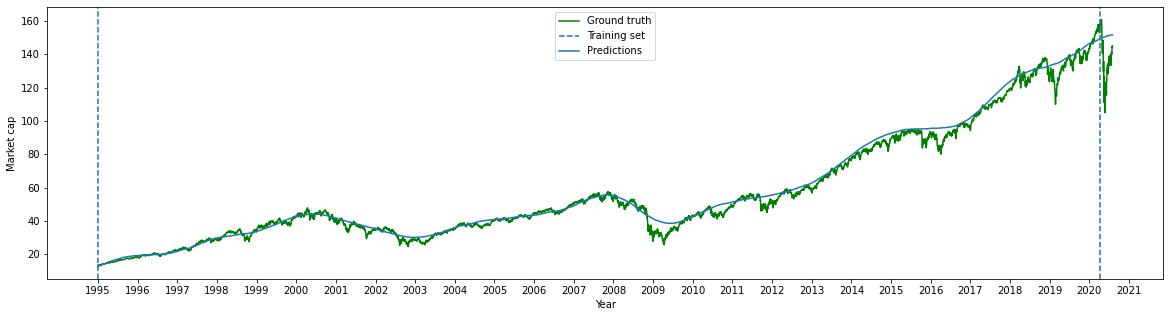 Ground truth
Training set
Predictions
Market cap
160
140
120
100
80
60
40
20
1995 1996 1997 1998 1999 2000 2001 2002 2003 2004 2005 2006 2007 2008 2009 2010 2011 2012 2013 2014 2015 2016 2017 2018 2019 2020 2021
Year